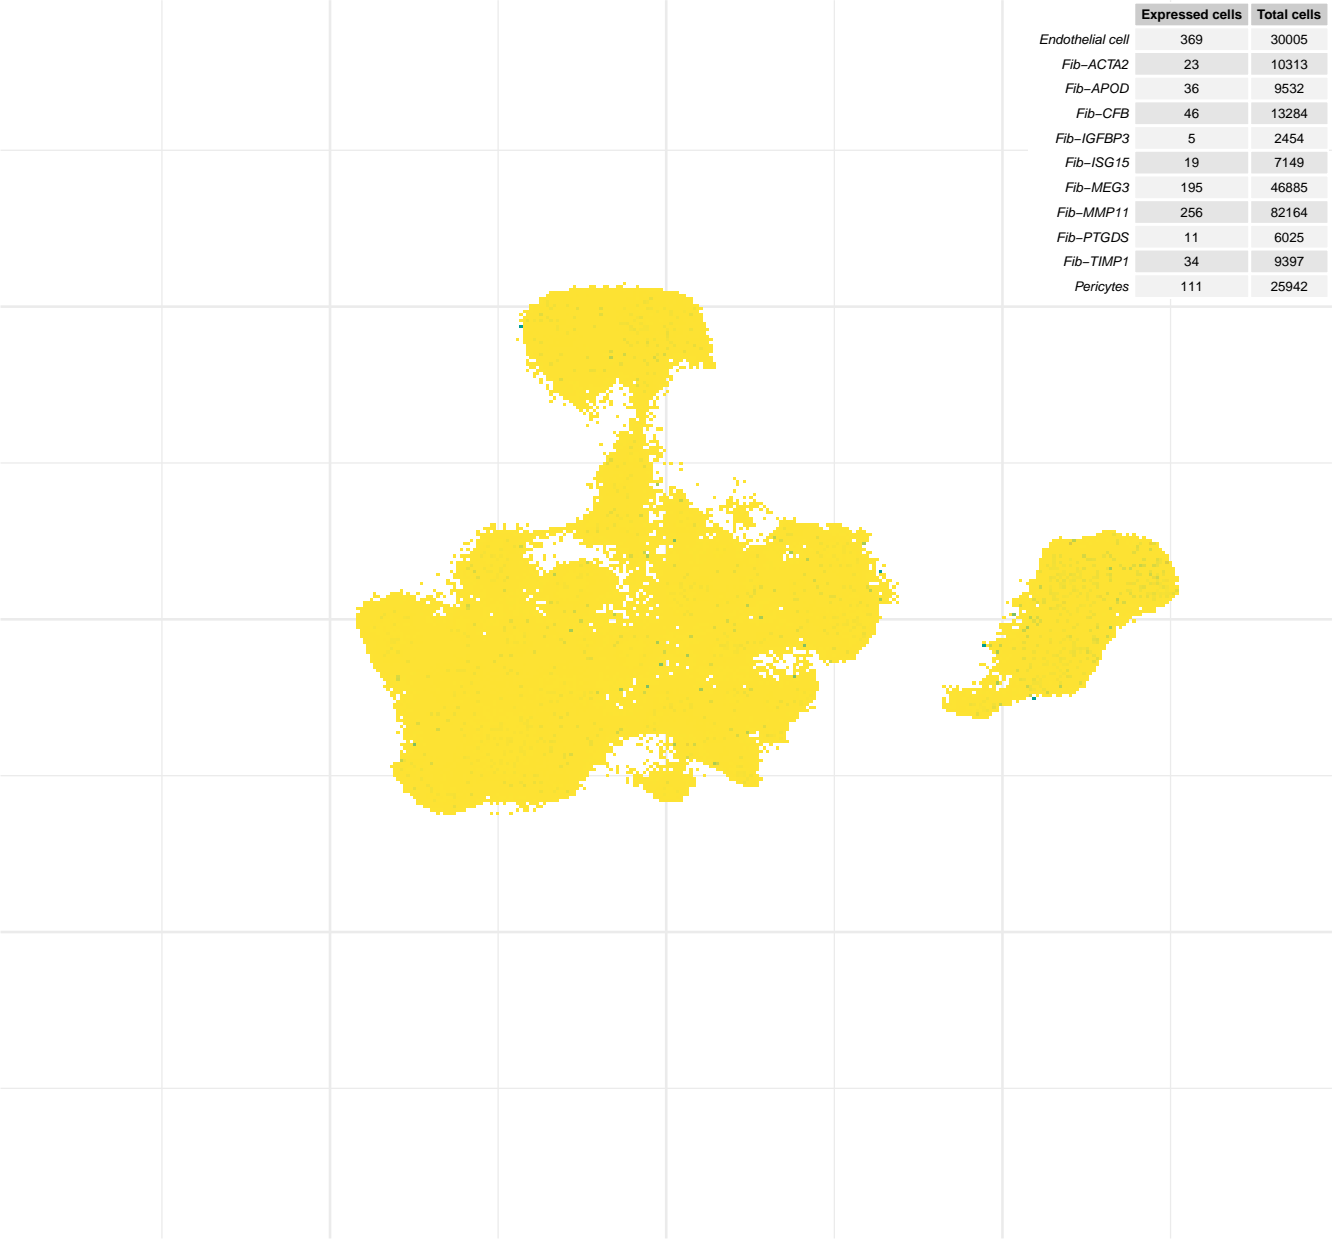 Expressed cells Total cells
Endothelial cell 369 30005
Fib−ACTA2 23 10313
Fib−APOD 36 9532
Fib−CFB 46 13284
Fib−IGFBP3 5 2454
Fib−ISG15 19 7149
Fib−MEG3 195 46885
Fib−MMP11 256 82164
Fib−PTGDS 11 6025
Fib−TIMP1 34 9397
Pericytes 111 25942